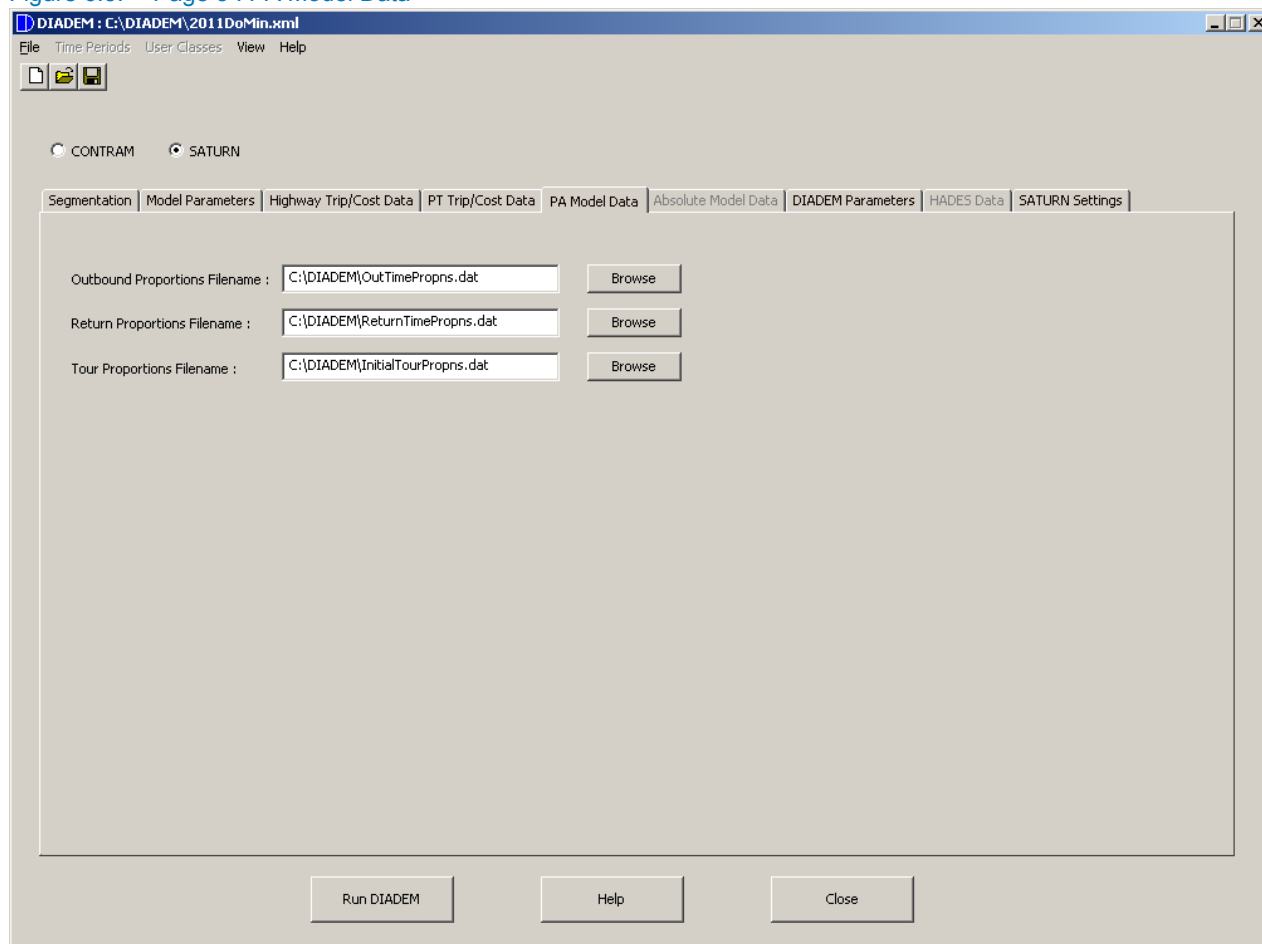 DIADEM : C:\DIADEM\2011DoMin.xml
File Time Periods User Classes View Help
CONTRAM SATURN
Segmentation Model Parameters Highway Trip/Cost Data PT Trip/Cost Data PA Model Data Absolute Model Data DIADEM Parameters HADES Data SATURN Settings
Outbound Proportions Filename : C:\DIADEM\OutTimePropns.dat Browse
Return Proportions Filename : C:\DIADEM\ReturnTimePropns.dat Browse
Tour Proportions Filename : C:\DIADEM\InitialTourPropns.dat Browse
Run DIADEM Help Close